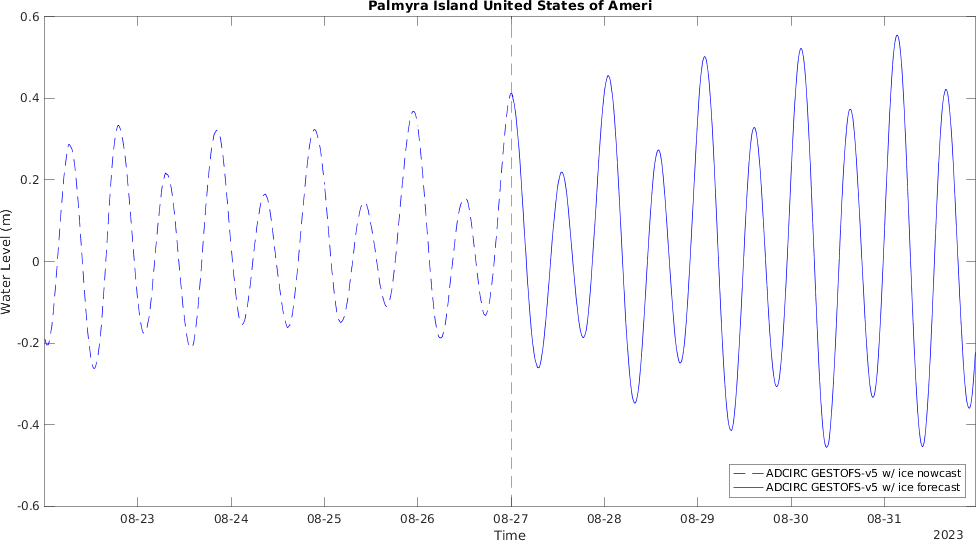 Palmyra Island United States of Ameri
0.6
0.4
0.2
0
-0.2
-0.4
-0.6
Water Level (m)
ADCIRC GESTOFS-v5 w/ ice nowcast
ADCIRC GESTOFS-v5 w/ ice forecast
08-23 08-24 08-25 08-26 08-27 08-28 08-29 08-30 08-31
Time
2023